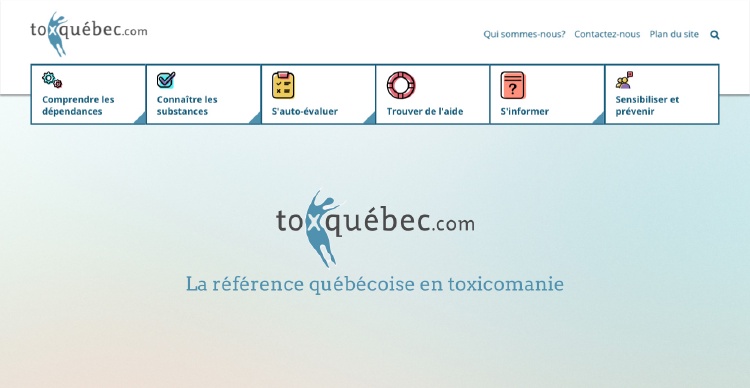 toxquébec.com
Qui sommes-nous? Contactez-nous Plan du site
Comprendre les dépendances
Connaître les substances
S'auto-évaluer
Trouver de l'aide
?
S'informer
Sensibiliser et prévenir
toxquébec.com
La référence québécoise en toxicomanie